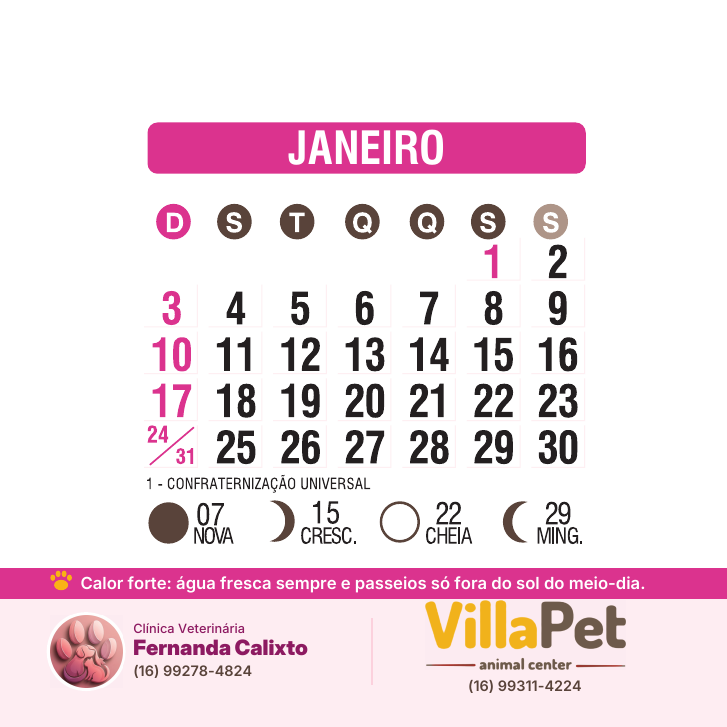 JANEIRO
D S T Q Q S S
1 2
3 4 5 6 7 8 9
10 11 12 13 14 15 16
17 18 19 20 21 22 23
24/31 25 26 27 28 29 30
1 - CONFRATERNIZAÇÃO UNIVERSAL
07 NOVA 15 CRESC. 22 CHEIA 29 MING.
Calor forte: água fresca sempre e passeios só fora do sol do meio-dia.
Clínica Veterinária
Fernanda Calixto
(16) 99278-4824
VillaPet
animal center
(16) 99311-4224